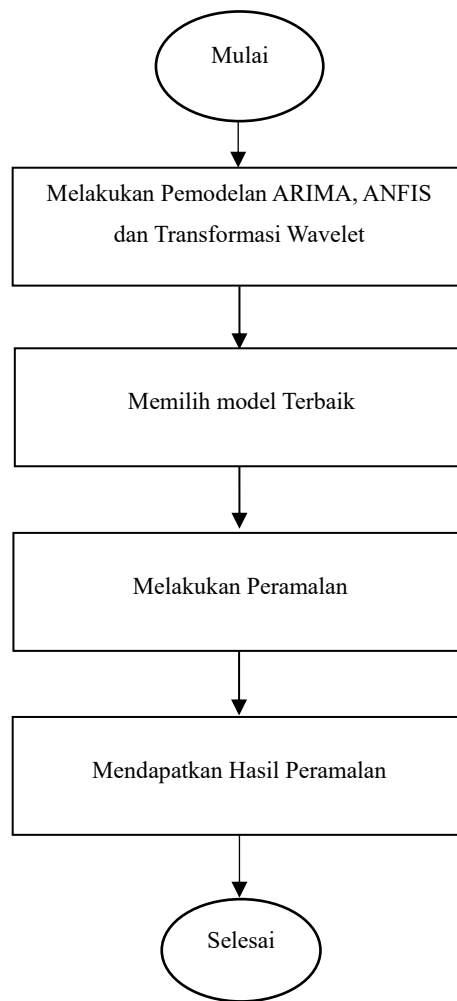 Mulai
Melakukan Pemodelan ARIMA, ANFIS
dan Transformasi Wavelet
Memilih model Terbaik
Melakukan Peramalan
Mendapatkan Hasil Peramalan
Selesai